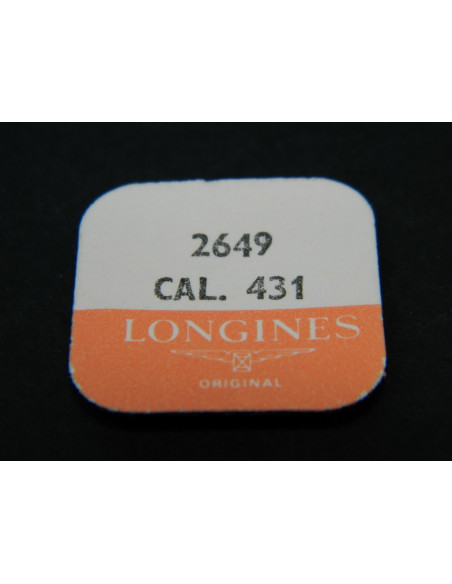 2649
CAL. 431
LONGINES
ORIGINAL